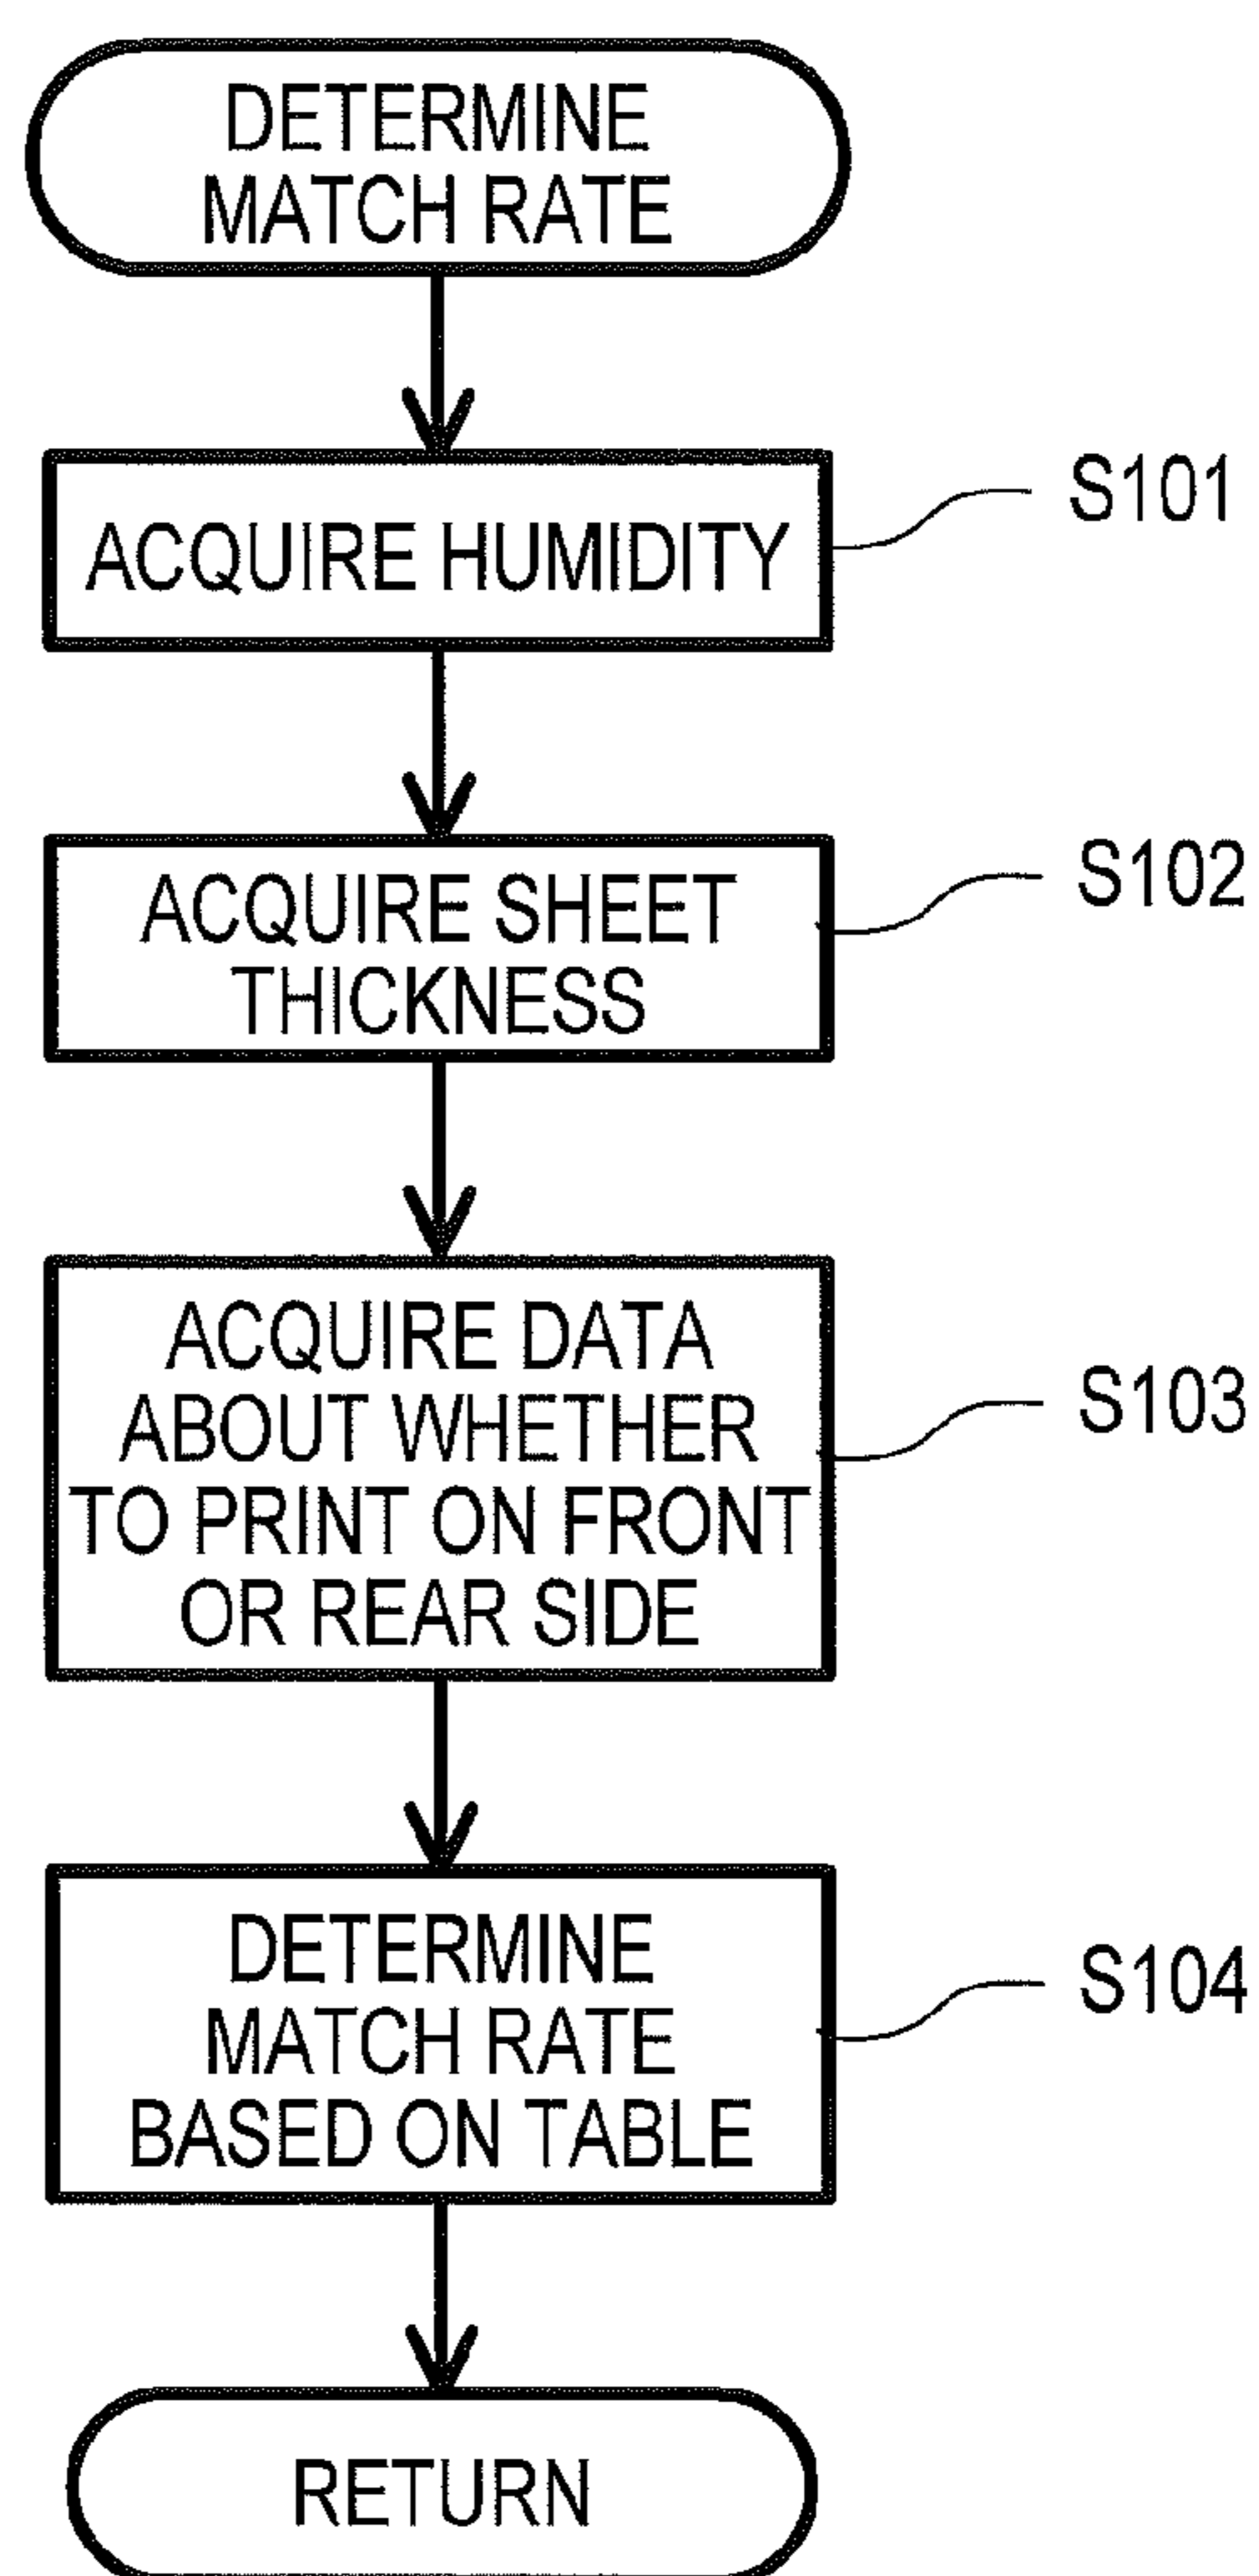 DETERMINE
MATCH RATE
ACQUIRE HUMIDITY
S101
ACQUIRE SHEET
THICKNESS
S102
ACQUIRE DATA
ABOUT WHETHER
TO PRINT ON FRONT
OR REAR SIDE
S103
DETERMINE
MATCH RATE
BASED ON TABLE
S104
RETURN